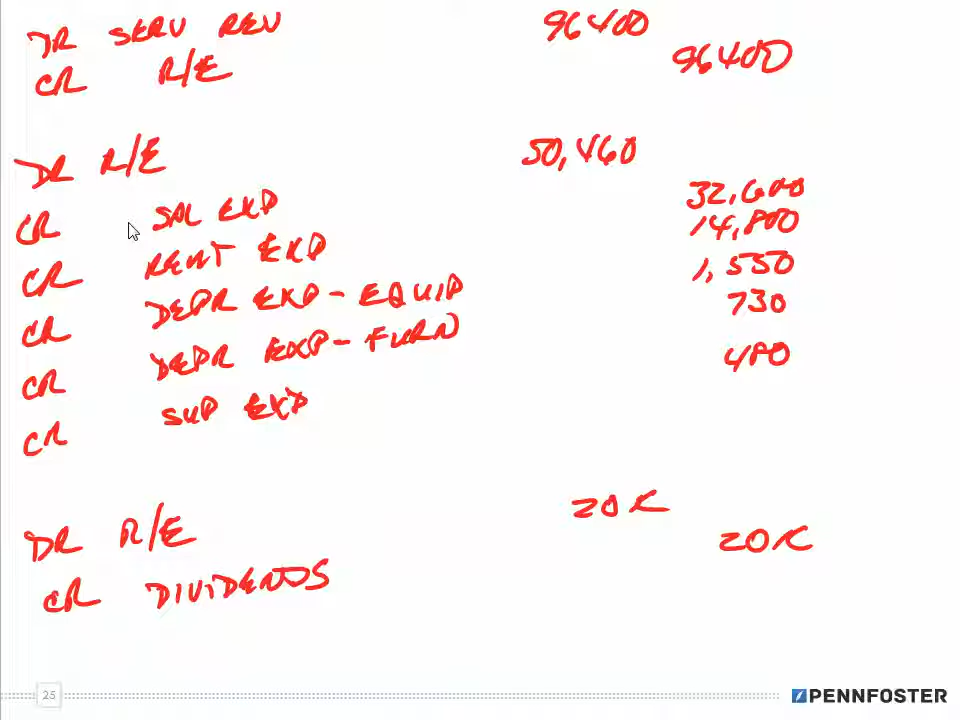 DR SERV REV 96400
CR R/E 96400
DR R/E 50,460
CR SAL EXP 32,600
CR RENT EXP 14,800
CR DEPR EXP - EQUIP 1,550
CR DEPR EXP - FURN 730
CR SUP EXP 480
DR R/E 20K
CR DIVIDENDS 20K
25
PENNFOSTER